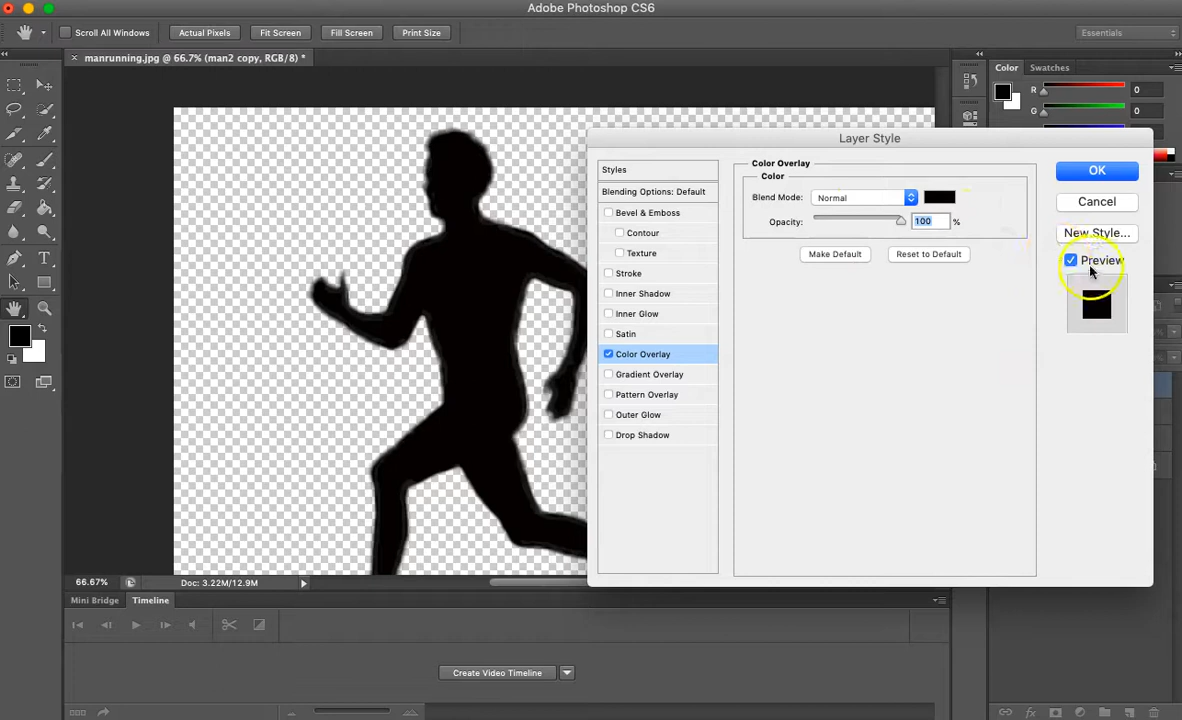 Adobe Photoshop CS6
Scroll All Windows Actual Pixels Fit Screen Fill Screen Print Size Essentials
× manrunning.jpg @ 66.7% (man2 copy, RGB/8) *
Color Swatches
R 0
G 0
Layer Style
Styles
Blending Options: Default
Bevel & Emboss
Contour
Texture
Stroke
Inner Shadow
Inner Glow
Satin
Color Overlay
Gradient Overlay
Pattern Overlay
Outer Glow
Drop Shadow
Color Overlay
Color
Blend Mode: Normal
Opacity: 100 %
Make Default Reset to Default
OK
Cancel
New Style...
Preview
66.67% Doc: 3.22M/12.9M
Mini Bridge Timeline
Create Video Timeline
fx